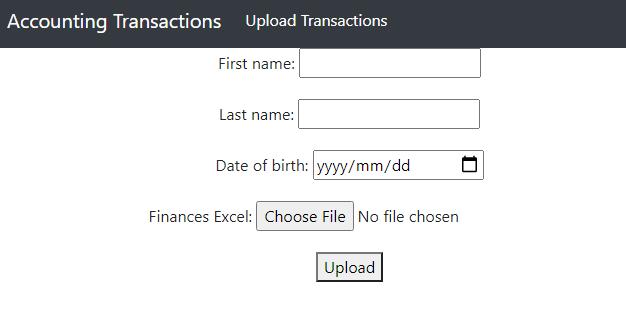 Accounting Transactions Upload Transactions
First name:
Last name:
Date of birth: yyyy/mm/dd
Finances Excel: Choose File No file chosen
Upload